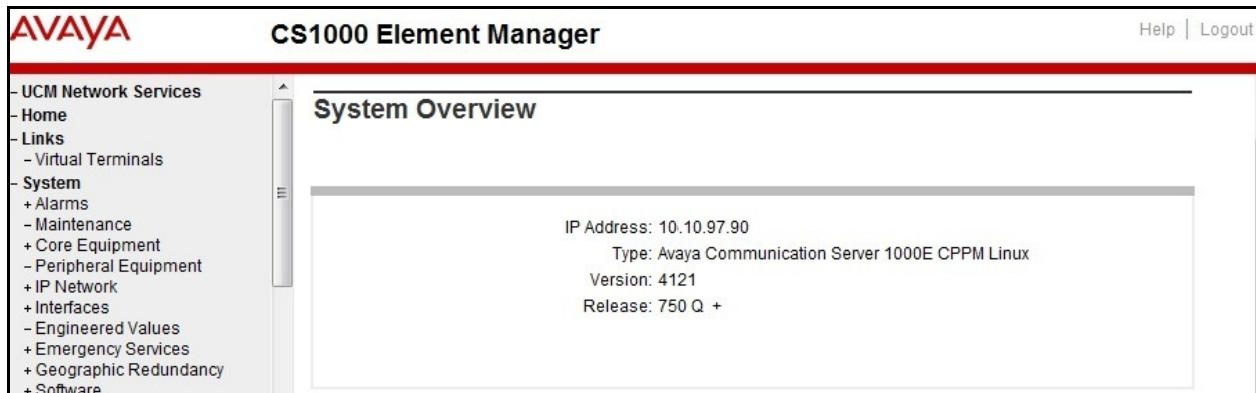 AVAYA
CS1000 Element Manager
Help | Logout
- UCM Network Services
- Home
- Links
- Virtual Terminals
- System
+ Alarms
- Maintenance
+ Core Equipment
- Peripheral Equipment
+ IP Network
+ Interfaces
- Engineered Values
+ Emergency Services
+ Geographic Redundancy
+ Software
System Overview
IP Address: 10.10.97.90
Type: Avaya Communication Server 1000E CPPM Linux
Version: 4121
Release: 750 Q +